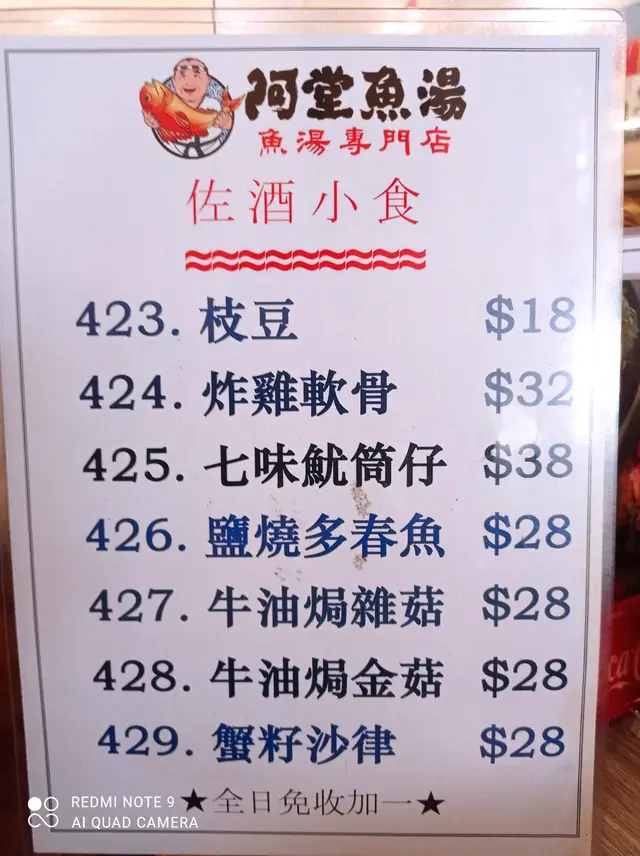 阿堂魚湯
魚湯專門店
佐酒小食
423. 枝豆 $18
424. 炸雞軟骨 $32
425. 七味魷筒仔 $38
426. 鹽燒多春魚 $28
427. 牛油焗雜菇 $28
428. 牛油焗金菇 $28
429. 蟹籽沙律 $28
★全日免收加一★
REDMI NOTE 9
AI QUAD CAMERA